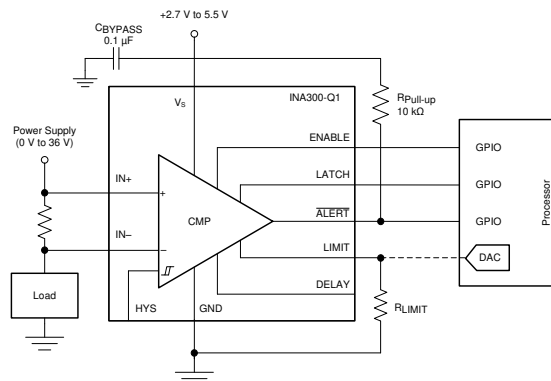 +2.7 V to 5.5 V
CBYPASS
0.1 µF
INA300-Q1
VS
RPull-up
10 kΩ
Power Supply
(0 V to 36 V)
ENABLE
GPIO
IN+
LATCH
GPIO
+
CMP
ALERT
GPIO
Processor
IN–
–
LIMIT
DAC
Load
DELAY
HYS
GND
RLIMIT